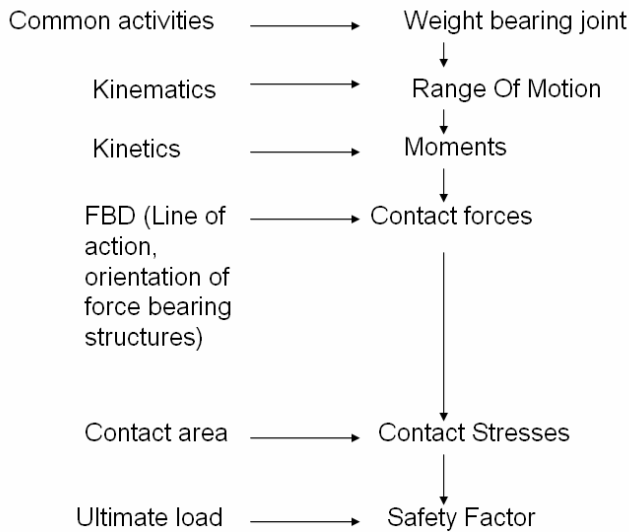 Common activities
Weight bearing joint
Kinematics
Range Of Motion
Kinetics
Moments
FBD (Line of
action,
orientation of
force bearing
structures)
Contact forces
Contact area
Contact Stresses
Ultimate load
Safety Factor